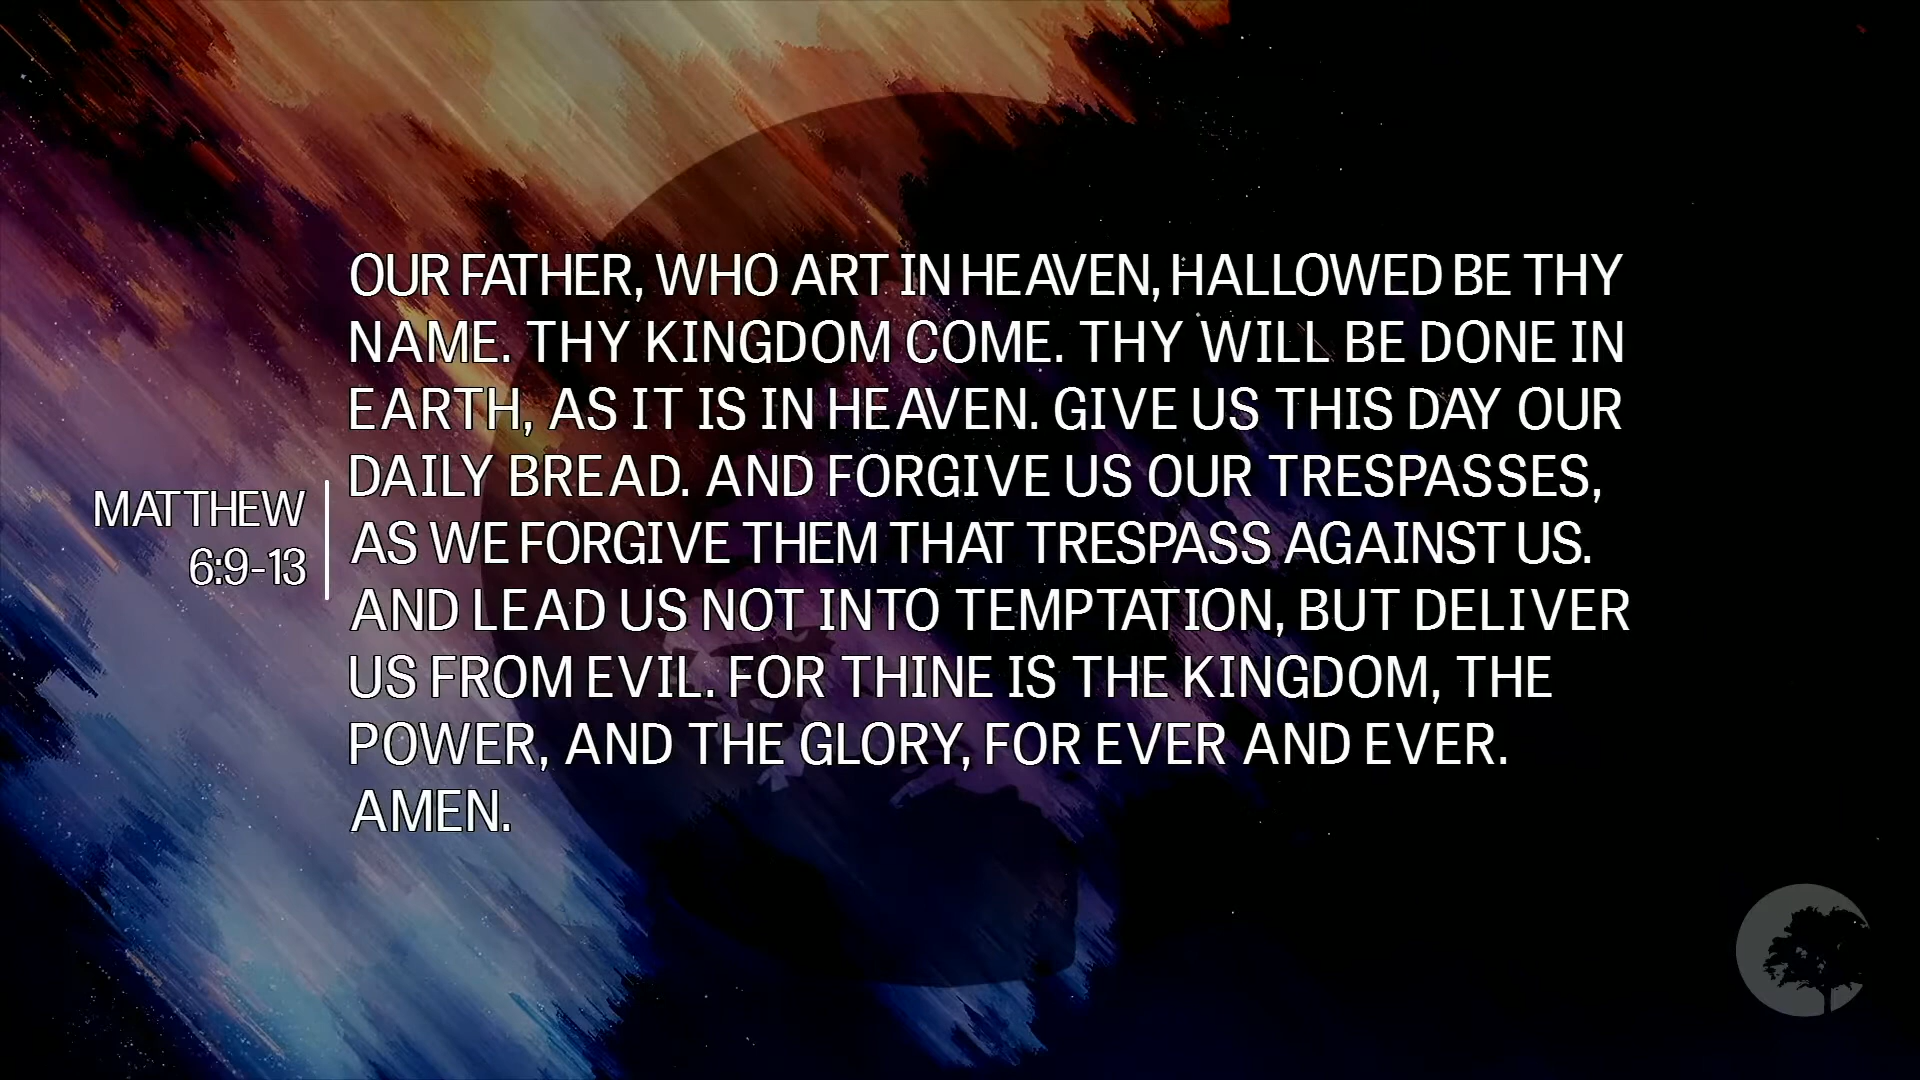 MATTHEW
6:9-13
OUR FATHER, WHO ART IN HEAVEN, HALLOWED BE THY
NAME. THY KINGDOM COME. THY WILL BE DONE IN
EARTH, AS IT IS IN HEAVEN. GIVE US THIS DAY OUR
DAILY BREAD. AND FORGIVE US OUR TRESPASSES,
AS WE FORGIVE THEM THAT TRESPASS AGAINST US.
AND LEAD US NOT INTO TEMPTATION, BUT DELIVER
US FROM EVIL. FOR THINE IS THE KINGDOM, THE
POWER, AND THE GLORY, FOR EVER AND EVER.
AMEN.